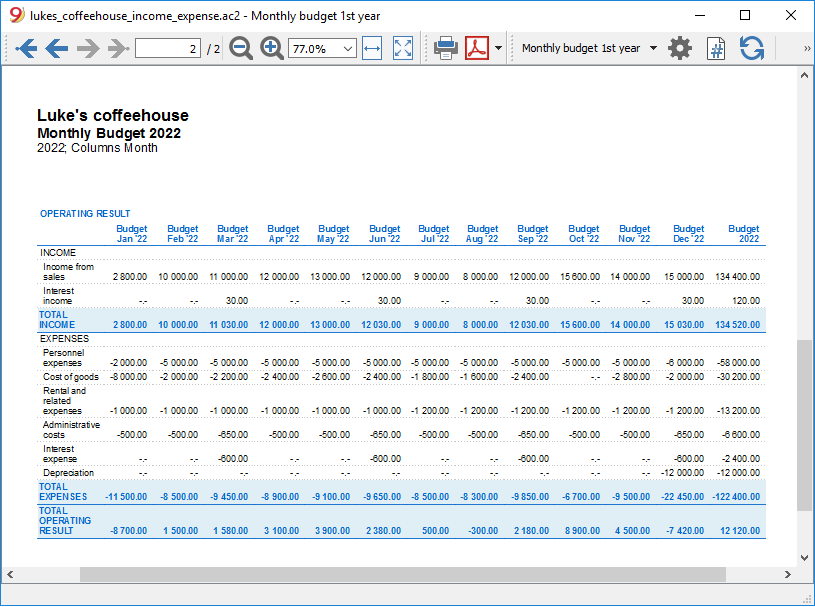 lukes_coffeehouse_income_expense.ac2 - Monthly budget 1st year
2 / 2 77.0% Monthly budget 1st year
Luke's coffeehouse
Monthly Budget 2022
2022; Columns Month
OPERATING RESULT
Budget Budget Budget Budget Budget Budget Budget Budget Budget Budget Budget Budget Budget
Jan '22 Feb '22 Mar '22 Apr '22 May '22 Jun '22 Jul '22 Aug '22 Sep '22 Oct '22 Nov '22 Dec '22 2022
INCOME
Income from
sales 2 800.00 10 000.00 11 000.00 12 000.00 13 000.00 12 000.00 9 000.00 8 000.00 12 000.00 15 600.00 14 000.00 15 000.00 134 400.00
Interest
income -.- -.- 30.00 -.- -.- 30.00 -.- -.- 30.00 -.- -.- 30.00 120.00
TOTAL
INCOME 2 800.00 10 000.00 11 030.00 12 000.00 13 000.00 12 030.00 9 000.00 8 000.00 12 030.00 15 600.00 14 000.00 15 030.00 134 520.00
EXPENSES
Personnel
expenses -2 000.00 -5 000.00 -5 000.00 -5 000.00 -5 000.00 -5 000.00 -5 000.00 -5 000.00 -5 000.00 -5 000.00 -5 000.00 -6 000.00 -58 000.00
Cost of goods -8 000.00 -2 000.00 -2 200.00 -2 400.00 -2 600.00 -2 400.00 -1 800.00 -1 600.00 -2 400.00 -.- -2 800.00 -2 000.00 -30 200.00
Rental and
related
expenses -1 000.00 -1 000.00 -1 000.00 -1 000.00 -1 000.00 -1 000.00 -1 200.00 -1 200.00 -1 200.00 -1 200.00 -1 200.00 -1 200.00 -13 200.00
Administrative
costs -500.00 -500.00 -650.00 -500.00 -500.00 -650.00 -500.00 -500.00 -650.00 -500.00 -500.00 -650.00 -6 600.00
Interest
expense -.- -.- -600.00 -.- -.- -600.00 -.- -.- -600.00 -.- -.- -600.00 -2 400.00
Depreciation -.- -.- -.- -.- -.- -.- -.- -.- -.- -.- -.- -12 000.00 -12 000.00
TOTAL
EXPENSES -11 500.00 -8 500.00 -9 450.00 -8 900.00 -9 100.00 -9 650.00 -8 500.00 -8 300.00 -9 850.00 -6 700.00 -9 500.00 -22 450.00 -122 400.00
TOTAL
OPERATING
RESULT -8 700.00 1 500.00 1 580.00 3 100.00 3 900.00 2 380.00 500.00 -300.00 2 180.00 8 900.00 4 500.00 -7 420.00 12 120.00